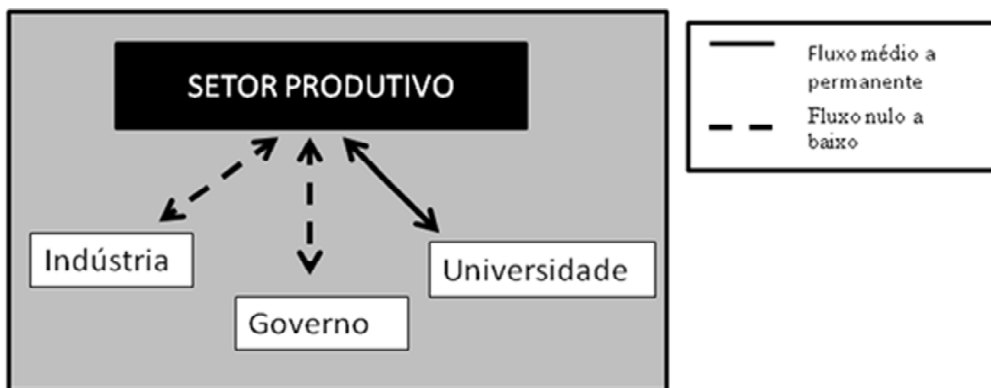 SETOR PRODUTIVO
Indústria
Governo
Universidade
Fluxo médio a
permanente
Fluxo nulo a
baixo